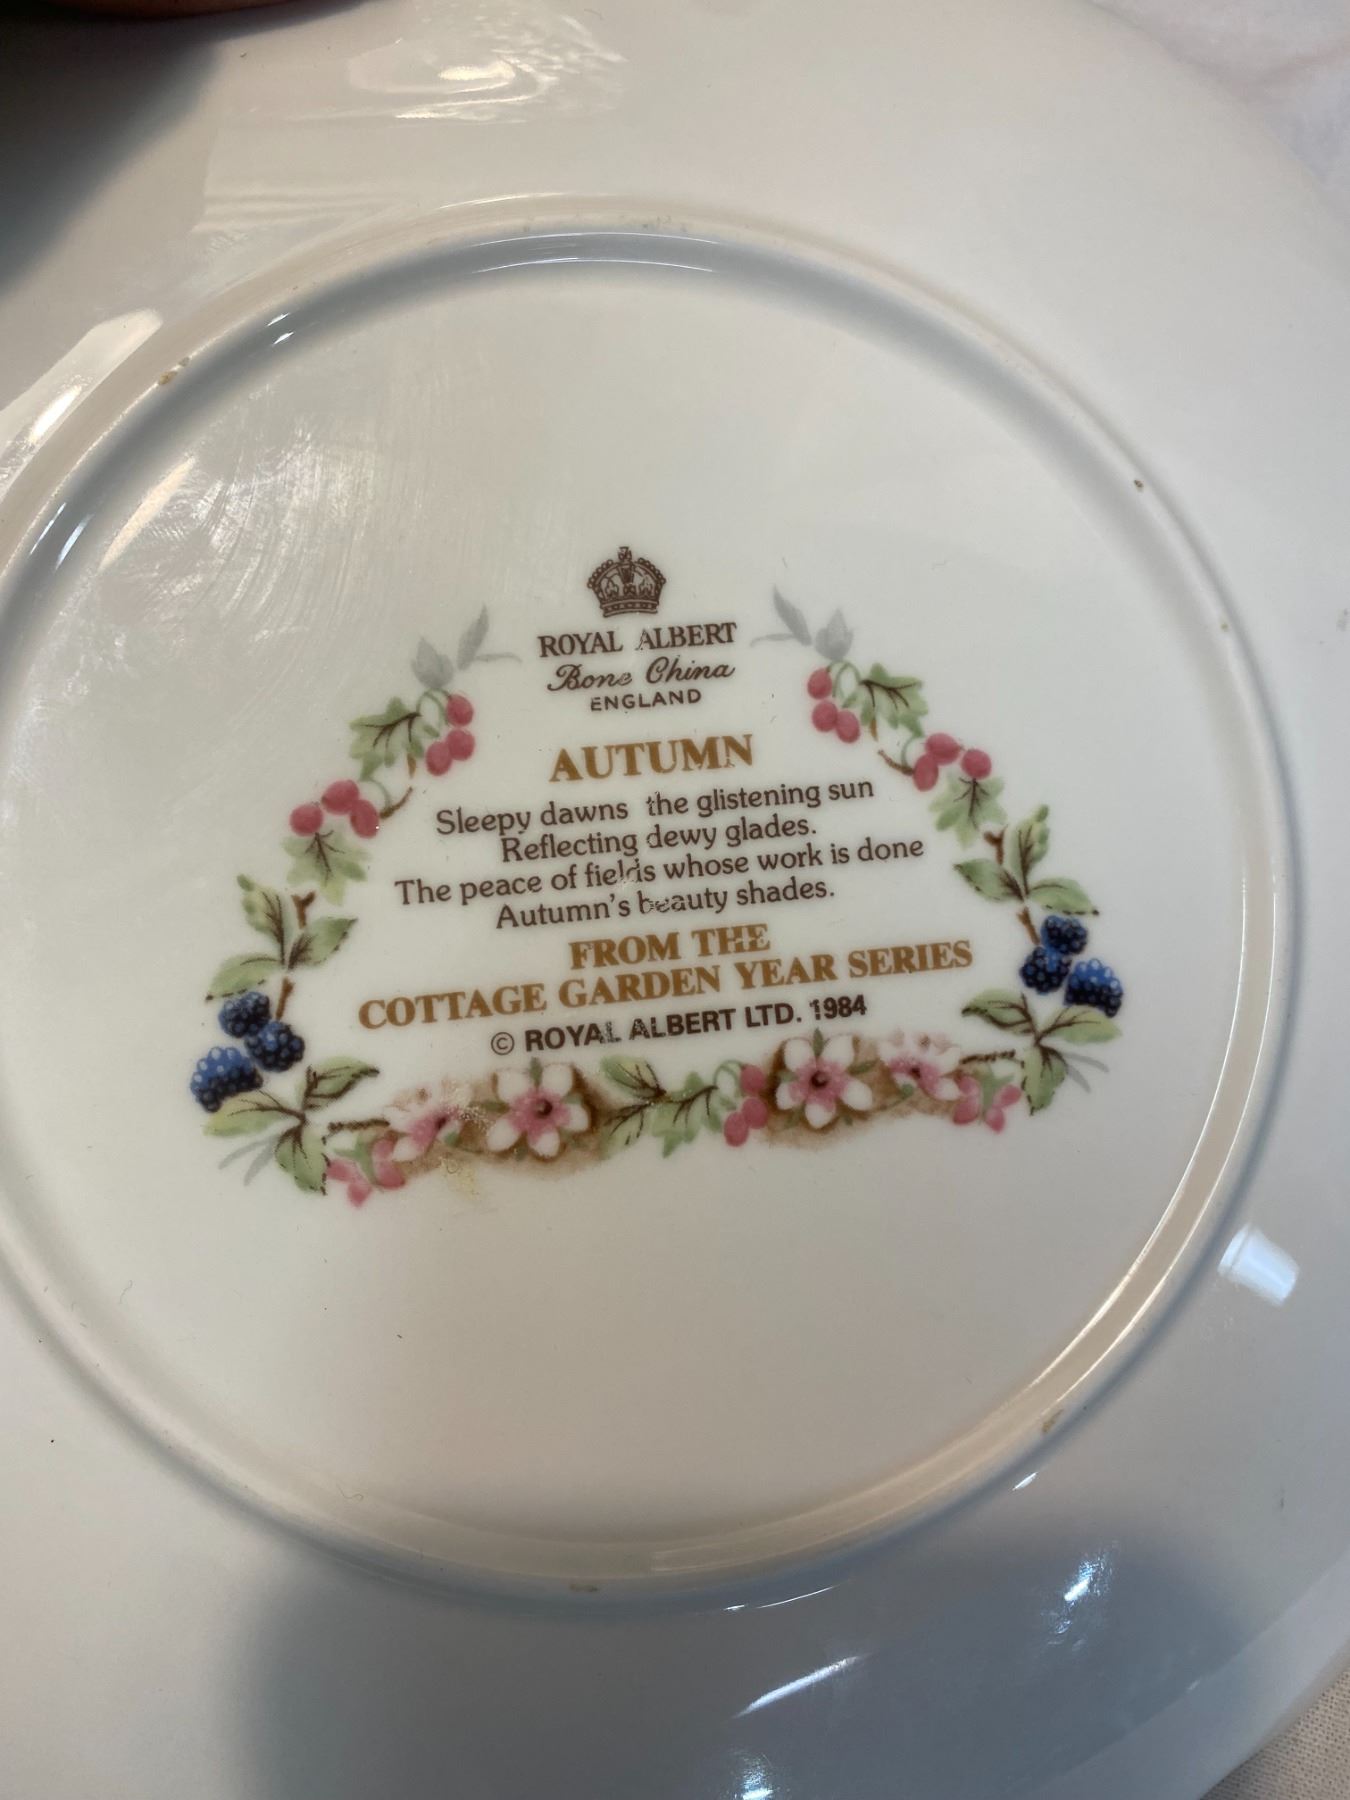 ROYAL ALBERT
Bone China
ENGLAND
AUTUMN
Sleepy dawns the glistening sun
Reflecting dewy glades.
The peace of fields whose work is done
Autumn's beauty shades.
FROM THE
COTTAGE GARDEN YEAR SERIES
© ROYAL ALBERT LTD. 1984